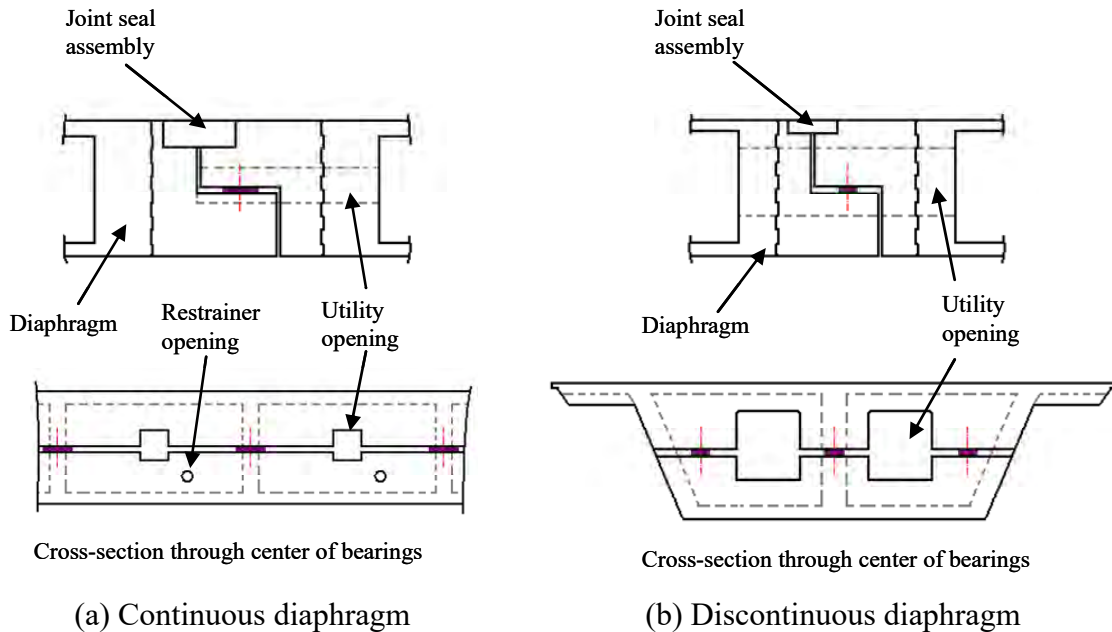 Joint seal
assembly
Diaphragm
Restrainer
opening
Utility
opening
Cross-section through center of bearings
(a) Continuous diaphragm
Joint seal
assembly
Diaphragm
Utility
opening
Cross-section through center of bearings
(b) Discontinuous diaphragm